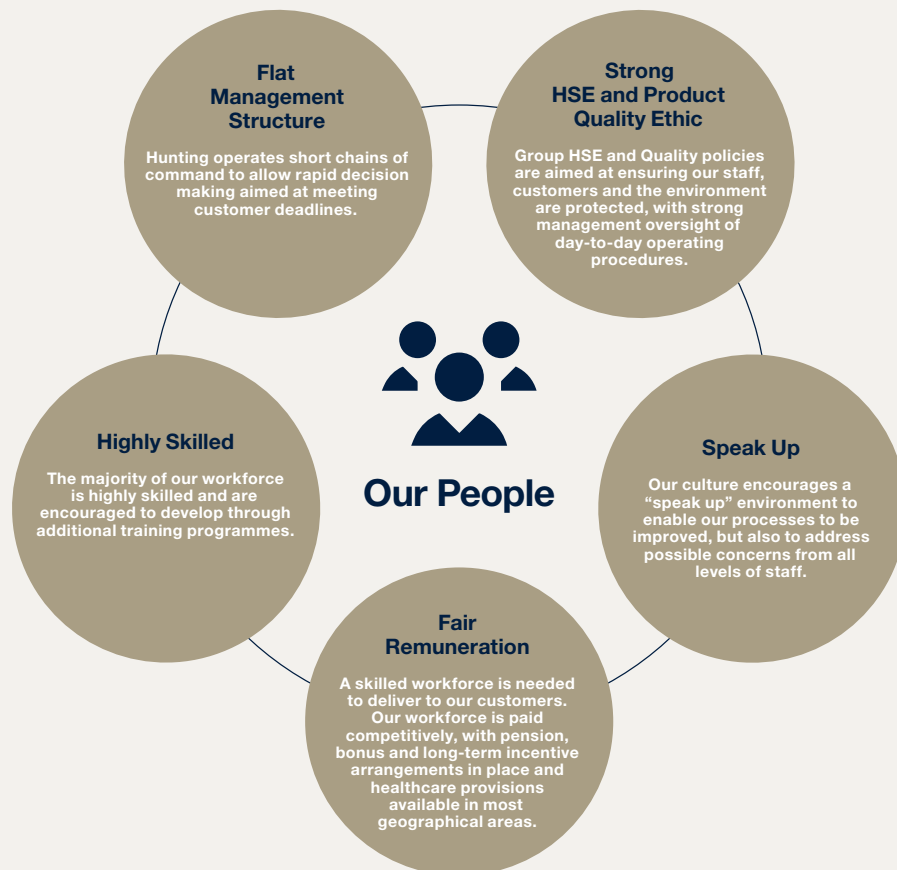 Flat
Management
Structure
Hunting operates short chains of
command to allow rapid decision
making aimed at meeting
customer deadlines.
Strong
HSE and Product
Quality Ethic
Group HSE and Quality policies
are aimed at ensuring our staff,
customers and the environment
are protected, with strong
management oversight of
day-to-day operating
procedures.
Highly Skilled
The majority of our workforce
is highly skilled and are
encouraged to develop through
additional training programmes.
Our People
Speak Up
Our culture encourages a
“speak up” environment to
enable our processes to be
improved, but also to address
possible concerns from all
levels of staff.
Fair
Remuneration
A skilled workforce is needed
to deliver to our customers.
Our workforce is paid
competitively, with pension,
bonus and long-term incentive
arrangements in place and
healthcare provisions
available in most
geographical areas.